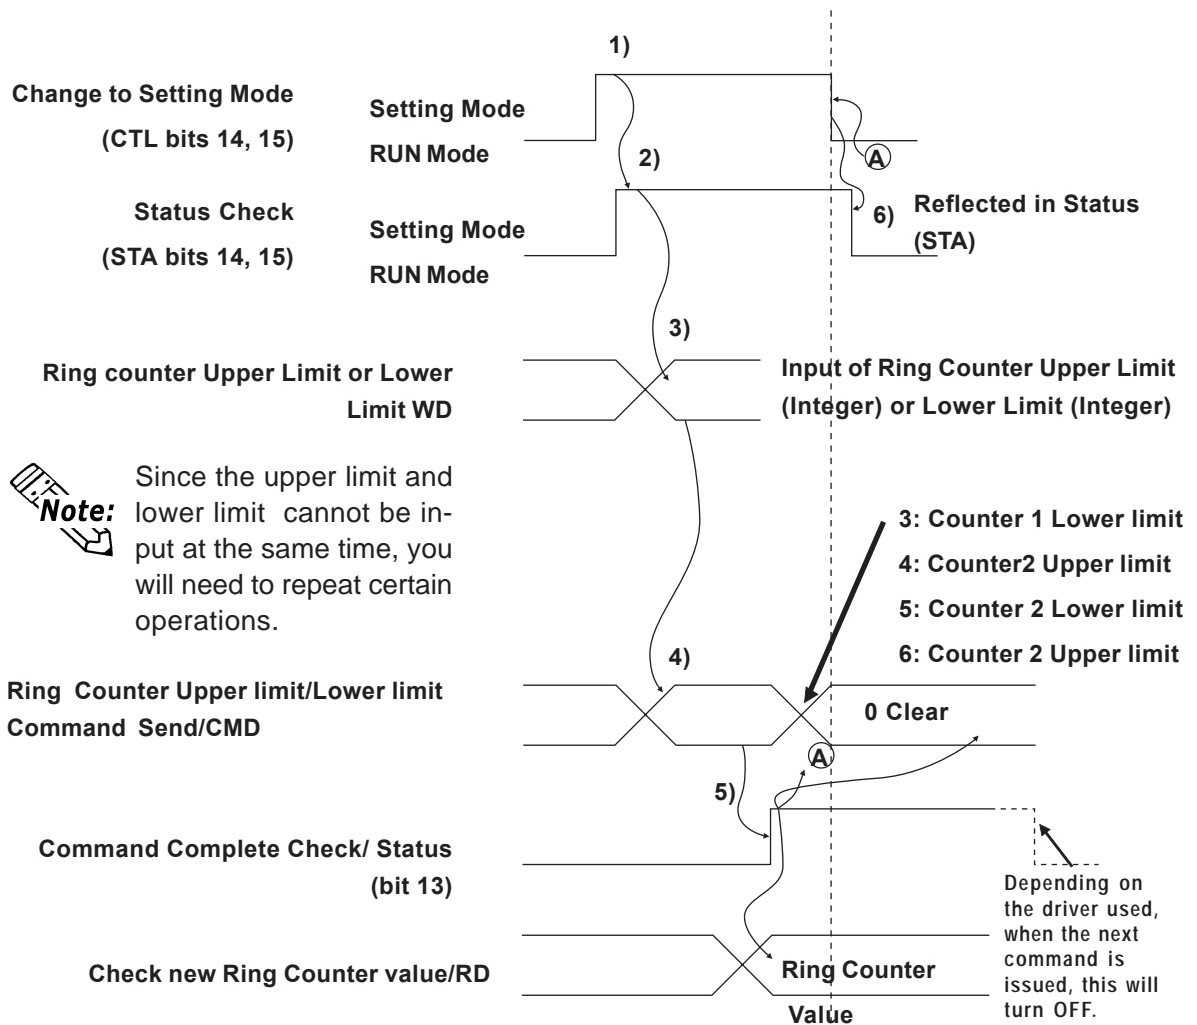 1)
Change to Setting Mode
(CTL bits 14, 15)
Setting Mode
RUN Mode
A
2)
Status Check
(STA bits 14, 15)
Setting Mode
RUN Mode
6)
Reflected in Status
(STA)
3)
Ring counter Upper Limit or Lower
Limit WD
Input of Ring Counter Upper Limit
(Integer) or Lower Limit (Integer)
Note:
Since the upper limit and
lower limit cannot be in-
put at the same time, you
will need to repeat certain
operations.
3: Counter 1 Lower limit
4: Counter2 Upper limit
5: Counter 2 Lower limit
6: Counter 2 Upper limit
4)
Ring Counter Upper limit/Lower limit
Command Send/CMD
0 Clear
A
5)
Command Complete Check/ Status
(bit 13)
Depending on
the driver used,
when the next
command is
issued, this will
turn OFF.
Check new Ring Counter value/RD
Ring Counter
Value